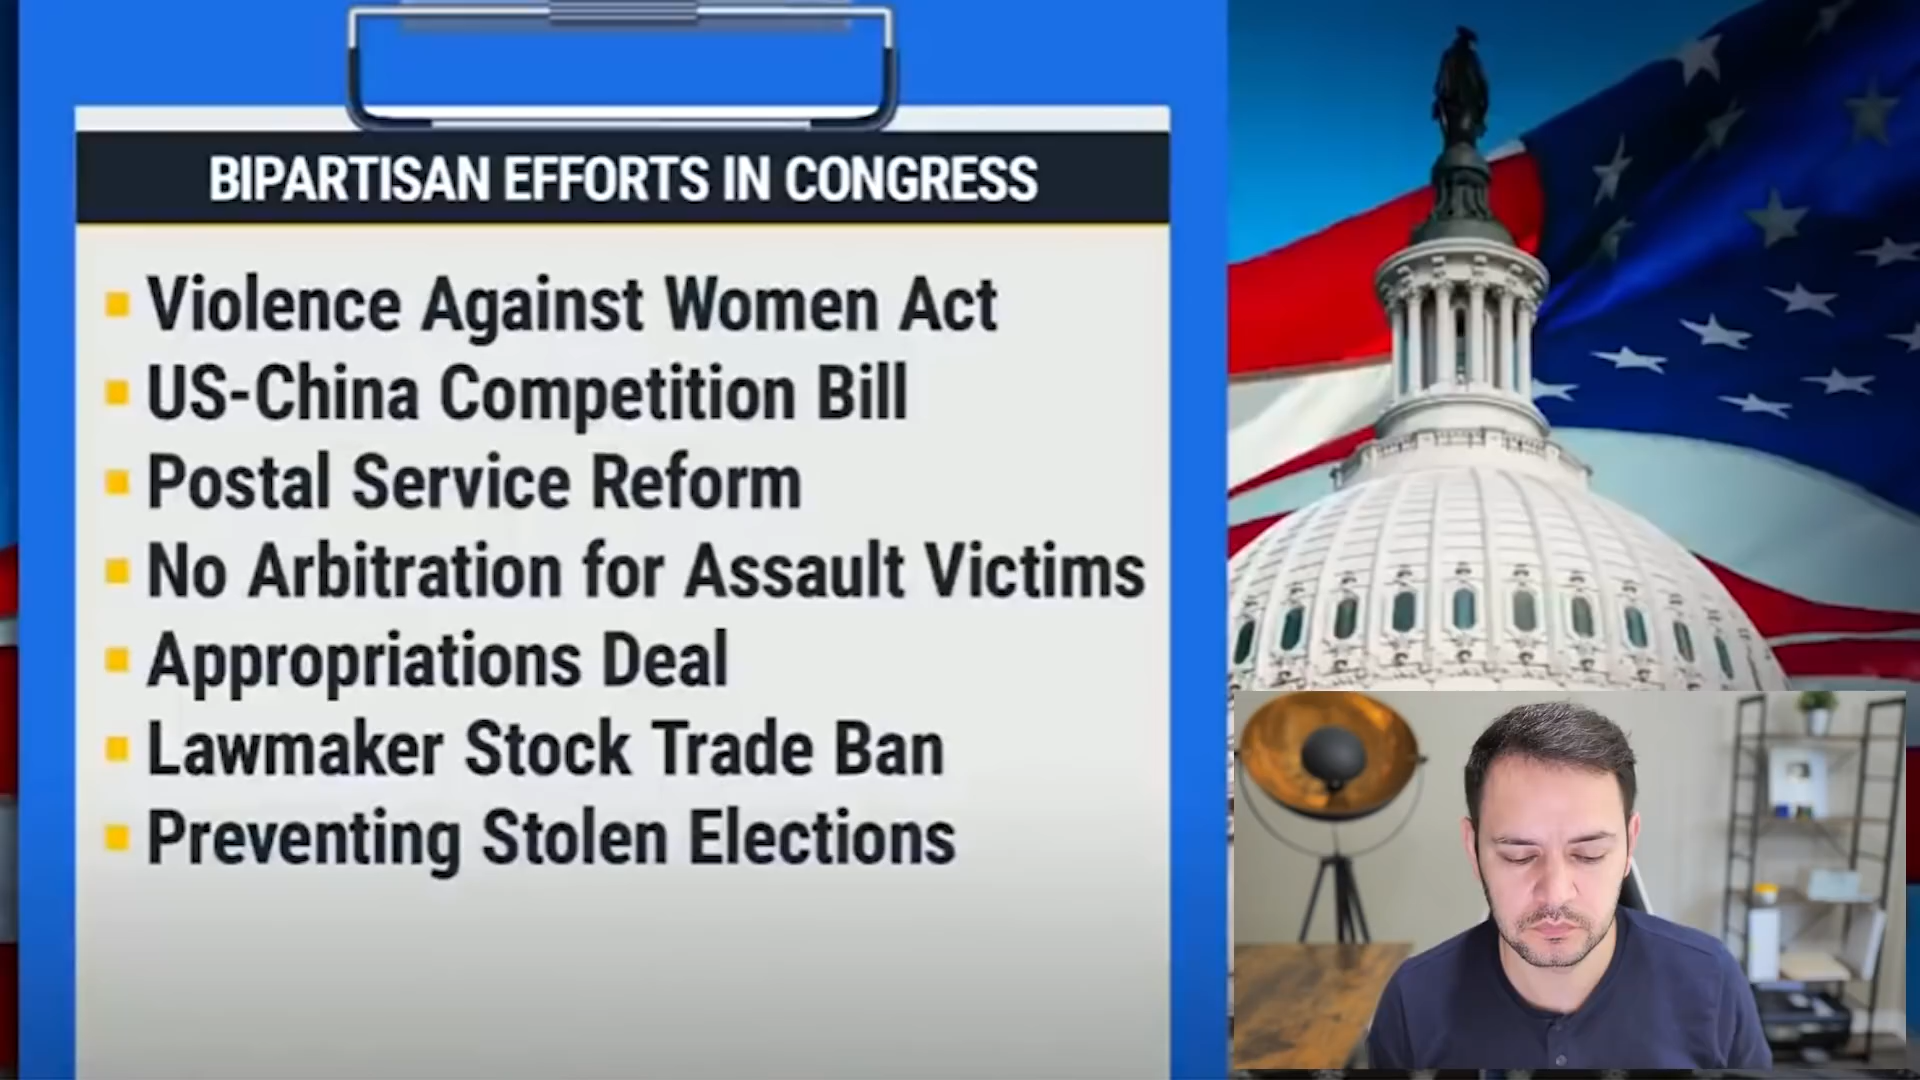 BIPARTISAN EFFORTS IN CONGRESS
Violence Against Women Act
US-China Competition Bill
Postal Service Reform
No Arbitration for Assault Victims
Appropriations Deal
Lawmaker Stock Trade Ban
Preventing Stolen Elections